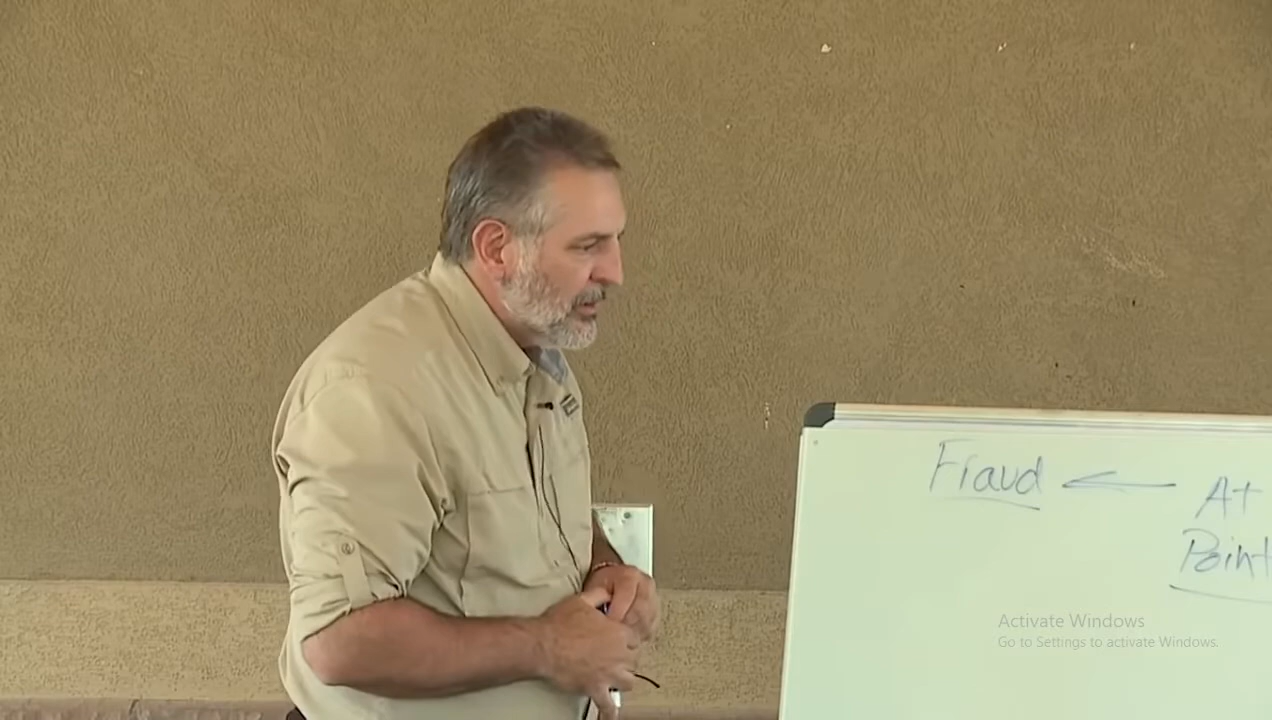 Fraud
At
Point
Activate Windows
Go to Settings to activate Windows.